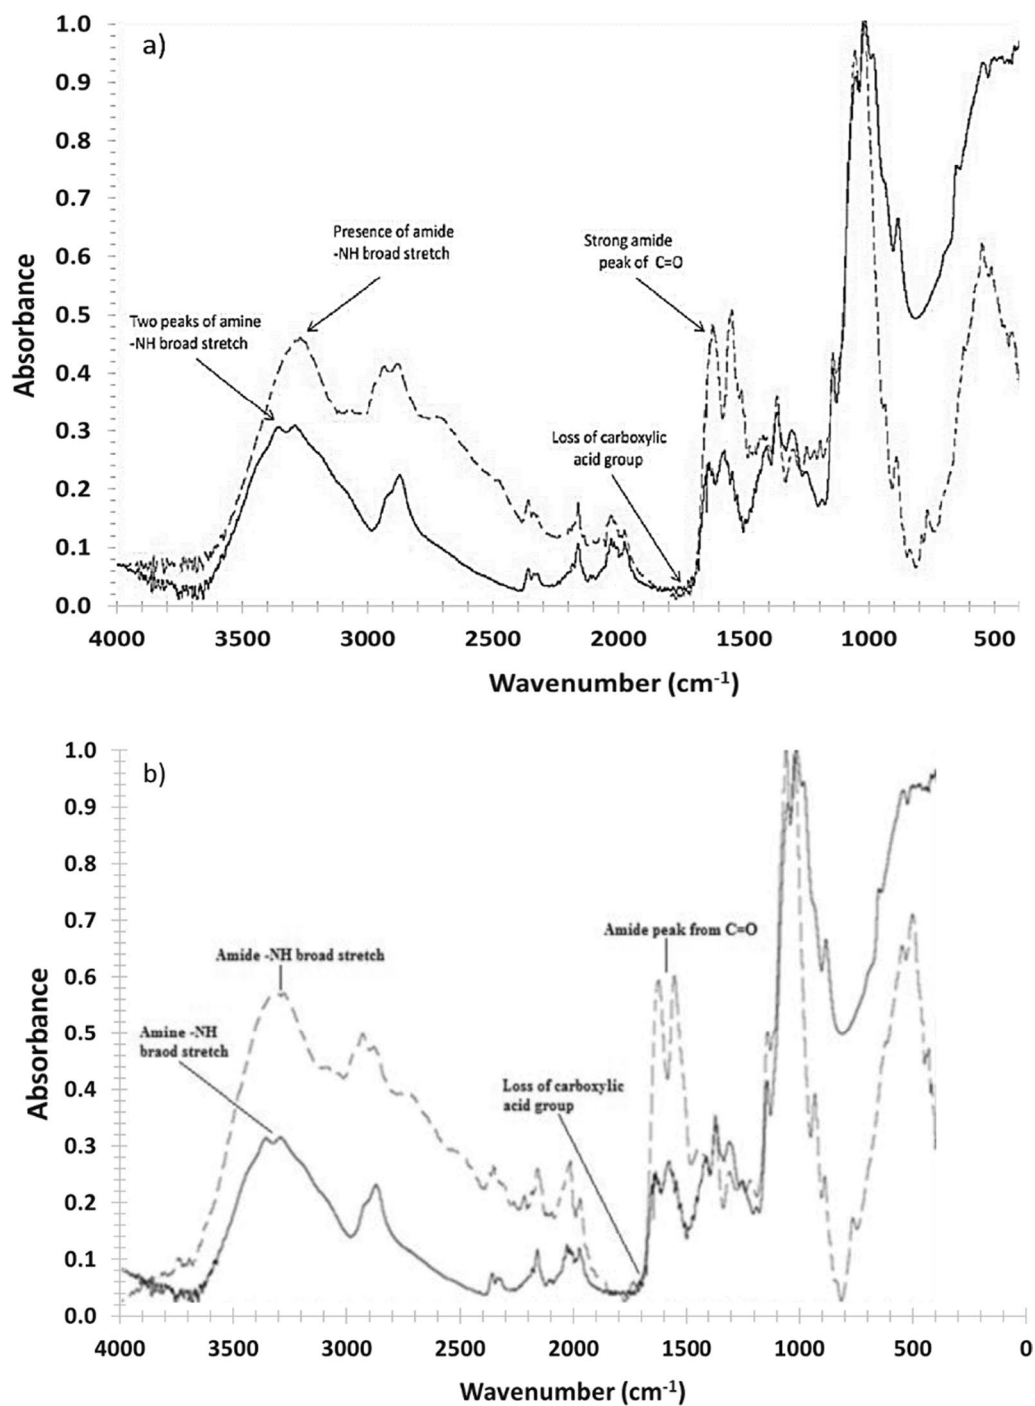 a)
1.0
0.9
0.8
0.7
0.6
0.5
0.4
0.3
0.2
0.1
0.0
Absorbance
Presence of amide
-NH broad stretch
Two peaks of amine
-NH broad stretch
Strong amide
peak of C=O
Loss of carboxylic
acid group
4000 3500 3000 2500 2000 1500 1000 500
Wavenumber (cm-1)
b)
1.0
0.9
0.8
0.7
0.6
0.5
0.4
0.3
0.2
0.1
0.0
Absorbance
Amide -NH broad stretch
Amine -NH
braod stretch
Amide peak from C=O
Loss of carboxylic
acid group
4000 3500 3000 2500 2000 1500 1000 500 0
Wavenumber (cm-1)